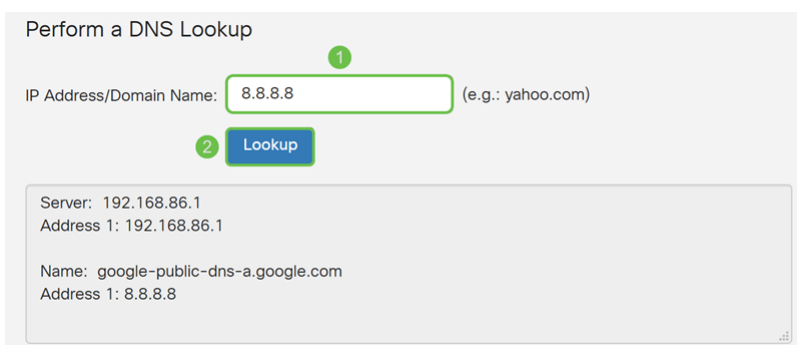 Perform a DNS Lookup
1
IP Address/Domain Name: 8.8.8.8 (e.g.: yahoo.com)
2 Lookup
Server: 192.168.86.1
Address 1: 192.168.86.1
Name: google-public-dns-a.google.com
Address 1: 8.8.8.8